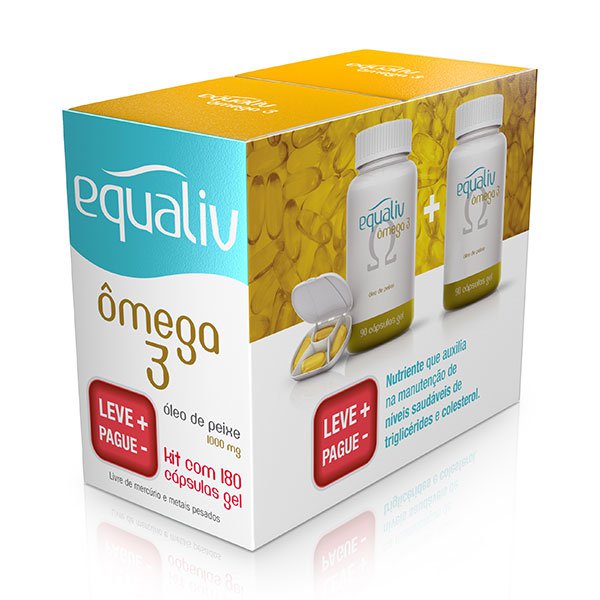 equaliv
ômega 3
equaliv
ômega
3
óleo de peixe
1000 mg
LEVE +
PAGUE -
kit com 180
cápsulas gel
Livre de mercúrio e metais pesados
equaliv
ômega 3
Ω
óleo de peixe
90 cápsulas gel
+
equaliv
ômega 3
Ω
óleo de peixe
90 cápsulas gel
LEVE +
PAGUE -
Nutriente que auxilia
na manutenção de
níveis saudáveis de
triglicérides e colesterol.